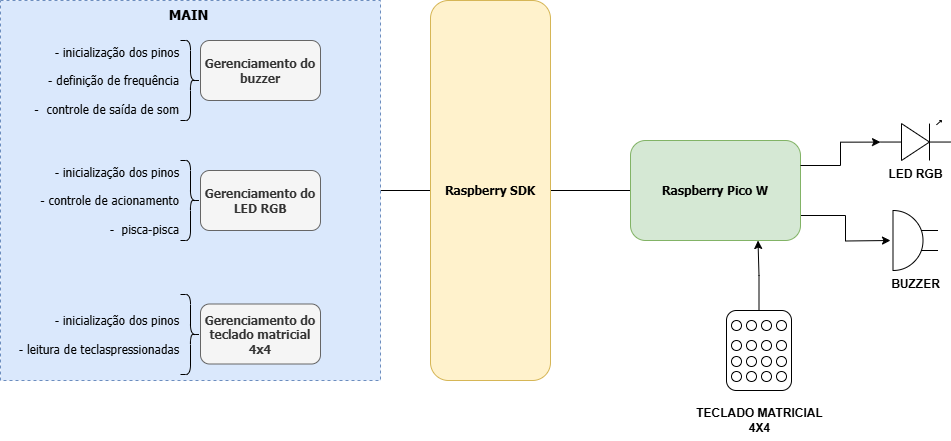 MAIN
- inicialização dos pinos
- definição de frequência
- controle de saída de som
Gerenciamento do
buzzer
- inicialização dos pinos
- controle de acionamento
- pisca-pisca
Gerenciamento do
LED RGB
- inicialização dos pinos
- leitura de teclaspressionadas
Gerenciamento do
teclado matricial
4x4
Raspberry SDK
Raspberry Pico W
LED RGB
BUZZER
TECLADO MATRICIAL
4X4